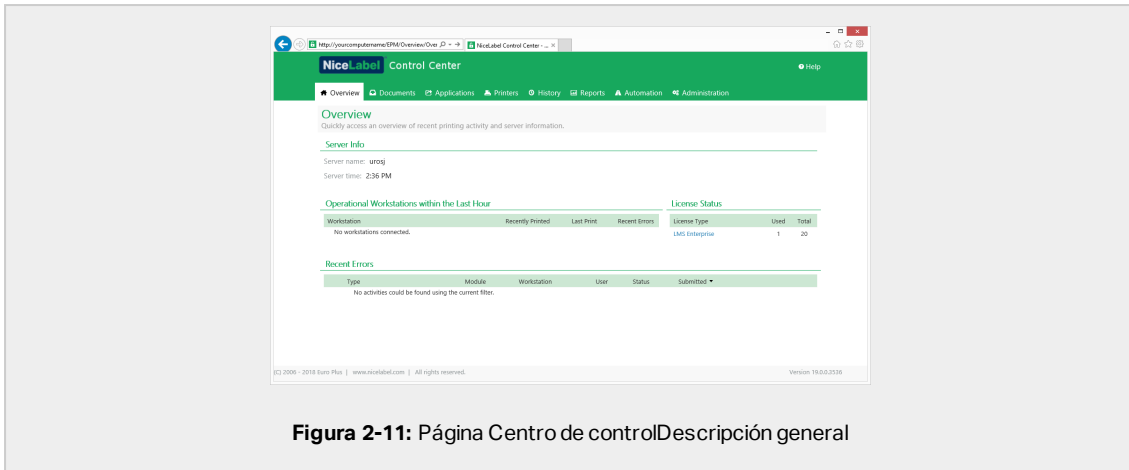 http://yourcomputername/EPM/Overview/Over
NiceLabel Control Center - ...
NiceLabel Control Center
Help
Overview Documents Applications Printers History Reports Automation Administration
Overview
Quickly access an overview of recent printing activity and server information.
Server Info
Server name: urosj
Server time: 2:36 PM
Operational Workstations within the Last Hour
License Status
Workstation Recently Printed Last Print Recent Errors
License Type Used Total
No workstations connected.
LMS Enterprise 1 20
Recent Errors
Type Module Workstation User Status Submitted
No activities could be found using the current filter.
(C) 2006 - 2018 Euro Plus | www.nicelabel.com | All rights reserved.
Version 19.0.0.2536
Figura 2-11: Página Centro de controlDescripción general